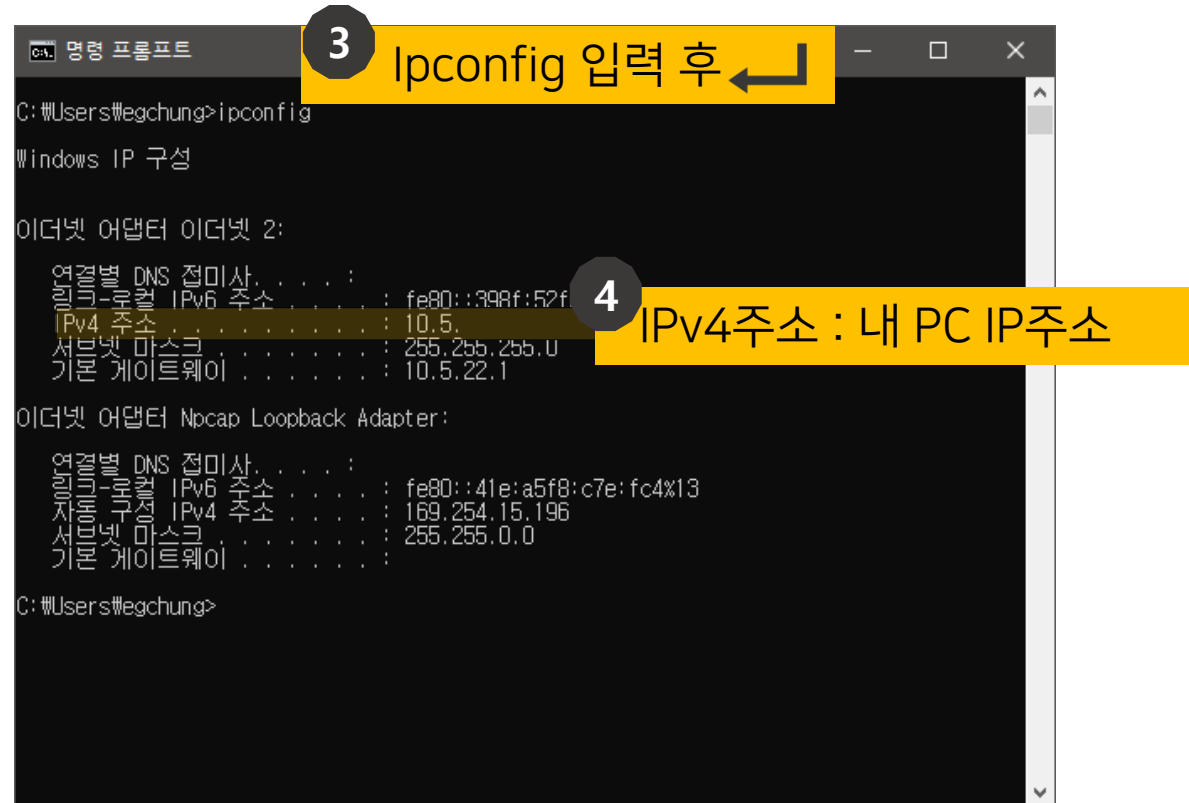 명령 프롬프트
3
Ipconfig 입력 후
C:₩Users₩egchung>ipconfig
Windows IP 구성
이더넷 어댑터 이더넷 2:
연결별 DNS 접미사. . . . :
링크-로컬 IPv6 주소 . . . . : fe80::398f:52f
IPv4 주소 . . . . . . . . . : 10.5.
서브넷 마스크 . . . . . . . : 255.255.255.0
기본 게이트웨이 . . . . . . : 10.5.22.1
4
IPv4주소 : 내 PC IP주소
이더넷 어댑터 Npcap Loopback Adapter:
연결별 DNS 접미사. . . . :
링크-로컬 IPv6 주소 . . . . : fe80::41e:a5f8:c7e:fc4%13
자동 구성 IPv4 주소 . . . . : 169.254.15.196
서브넷 마스크 . . . . . . . : 255.255.0.0
기본 게이트웨이 . . . . . . :
C:₩Users₩egchung>